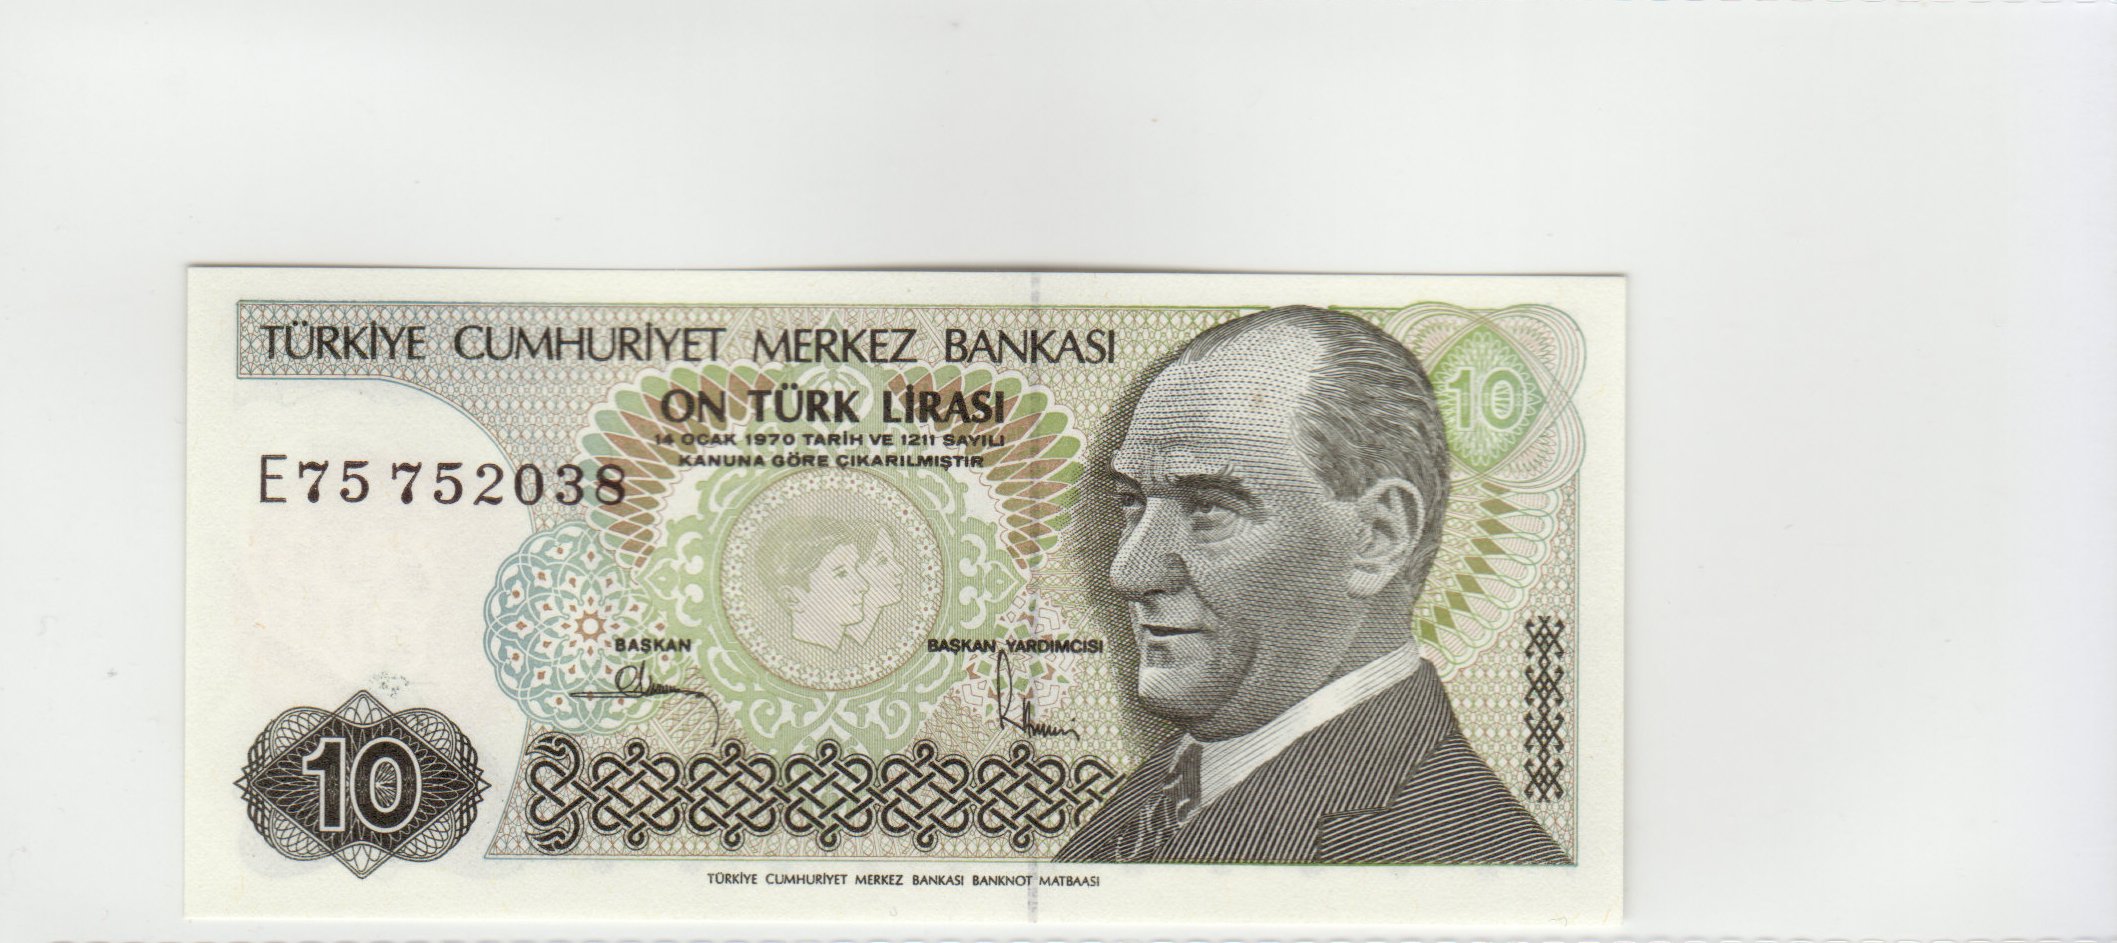 TÜRKİYE CUMHURİYET MERKEZ BANKASI
10
ON TÜRK LİRASI
14 OCAK 1970 TARİH VE 1211 SAYILI
KANUNA GÖRE ÇIKARILMIŞTIR
E75 752038
BAŞKAN
BAŞKAN YARDIMCISI
10
TÜRKİYE CUMHURİYET MERKEZ BANKASI BANKNOT MATBAASI